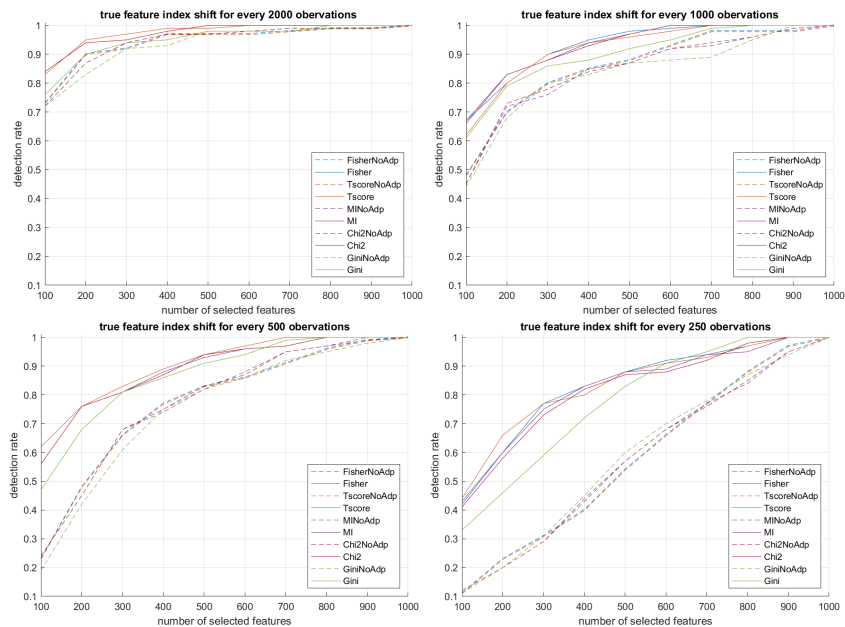 true feature index shift for every 2000 obervations
1
0.9
0.8
0.7
0.6
0.5
0.4
0.3
0.2
0.1
detection rate
100
200
300
400
500
600
700
800
900
1000
number of selected features
FisherNoAdp
Fisher
TscoreNoAdp
Tscore
MINoAdp
MI
Chi2NoAdp
Chi2
GiniNoAdp
Gini
true feature index shift for every 1000 obervations
1
0.9
0.8
0.7
0.6
0.5
0.4
0.3
0.2
0.1
detection rate
100
200
300
400
500
600
700
800
900
1000
number of selected features
FisherNoAdp
Fisher
TscoreNoAdp
Tscore
MINoAdp
MI
Chi2NoAdp
Chi2
GiniNoAdp
Gini
true feature index shift for every 500 obervations
1
0.9
0.8
0.7
0.6
0.5
0.4
0.3
0.2
0.1
detection rate
100
200
300
400
500
600
700
800
900
1000
number of selected features
FisherNoAdp
Fisher
TscoreNoAdp
Tscore
MINoAdp
MI
Chi2NoAdp
Chi2
GiniNoAdp
Gini
true feature index shift for every 250 obervations
1
0.9
0.8
0.7
0.6
0.5
0.4
0.3
0.2
0.1
detection rate
100
200
300
400
500
600
700
800
900
1000
number of selected features
FisherNoAdp
Fisher
TscoreNoAdp
Tscore
MINoAdp
MI
Chi2NoAdp
Chi2
GiniNoAdp
Gini